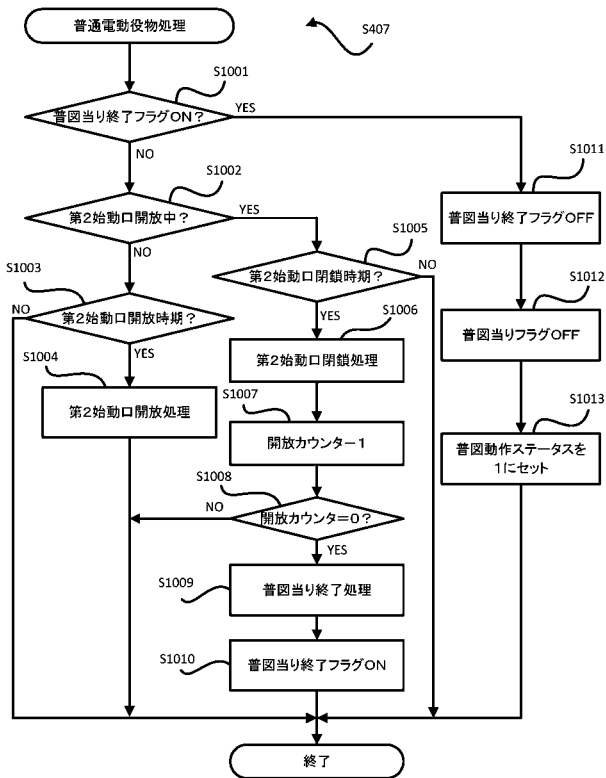 普通電動役物処理
S407
S1001
普図当り終了フラグON?
YES
NO
S1002
第2始動口開放中?
YES
NO
S1003
第2始動口開放時期?
NO
YES
S1004
第2始動口開放処理
S1005
第2始動口閉鎖時期?
NO
YES
S1006
第2始動口閉鎖処理
S1007
開放カウンタ-1
S1008
開放カウンタ=0?
NO
YES
S1009
普図当り終了処理
S1010
普図当り終了フラグON
S1011
普図当り終了フラグOFF
S1012
普図当りフラグOFF
S1013
普図動作ステータスを
1にセット
終了